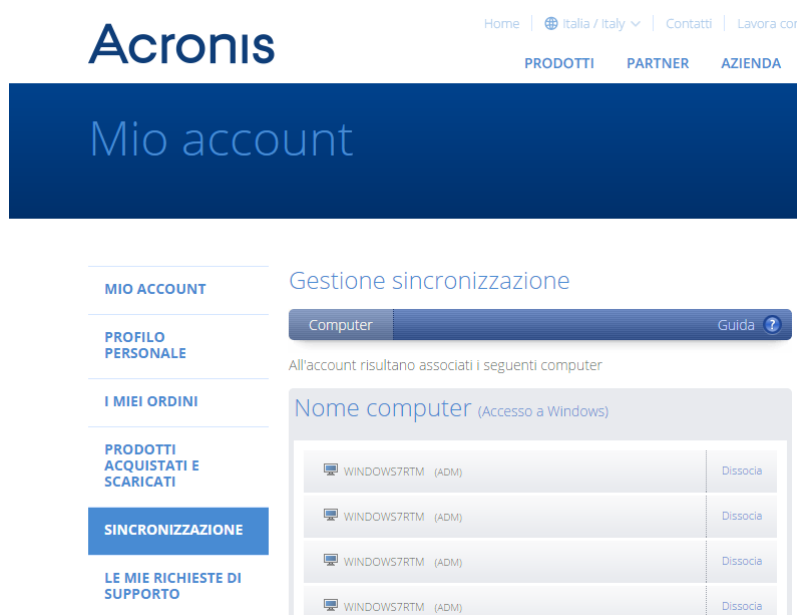 Acronis
Home
Italia / Italy
Contatti
Lavora con
PRODOTTI
PARTNER
AZIENDA
Mio account
MIO ACCOUNT
PROFILO
PERSONALE
I MIEI ORDINI
PRODOTTI
ACQUISTATI E
SCARICATI
SINCRONIZZAZIONE
LE MIE RICHIESTE DI
SUPPORTO
Gestione sincronizzazione
Computer
Guida ?
All'account risultano associati i seguenti computer
Nome computer (Accesso a Windows)
WINDOWS7RTM (ADM) Dissocia
WINDOWS7RTM (ADM) Dissocia
WINDOWS7RTM (ADM) Dissocia
WINDOWS7RTM (ADM) Dissocia